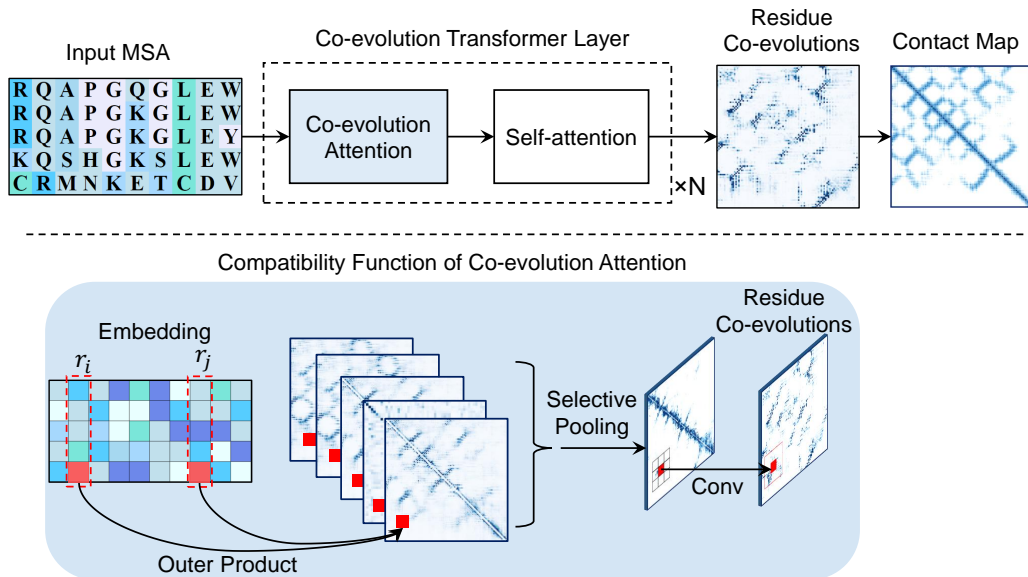 Input MSA
R Q A P G Q G L E W
R Q A P G K G L E W
R Q A P G K G L E Y
K Q S H G K S L E W
C R M N K E T C D V
Co-evolution Transformer Layer
Co-evolution
Attention
Self-attention
×N
Residue
Co-evolutions
Contact Map
Compatibility Function of Co-evolution Attention
Embedding
r_i
r_j
Outer Product
Selective
Pooling
Conv
Residue
Co-evolutions